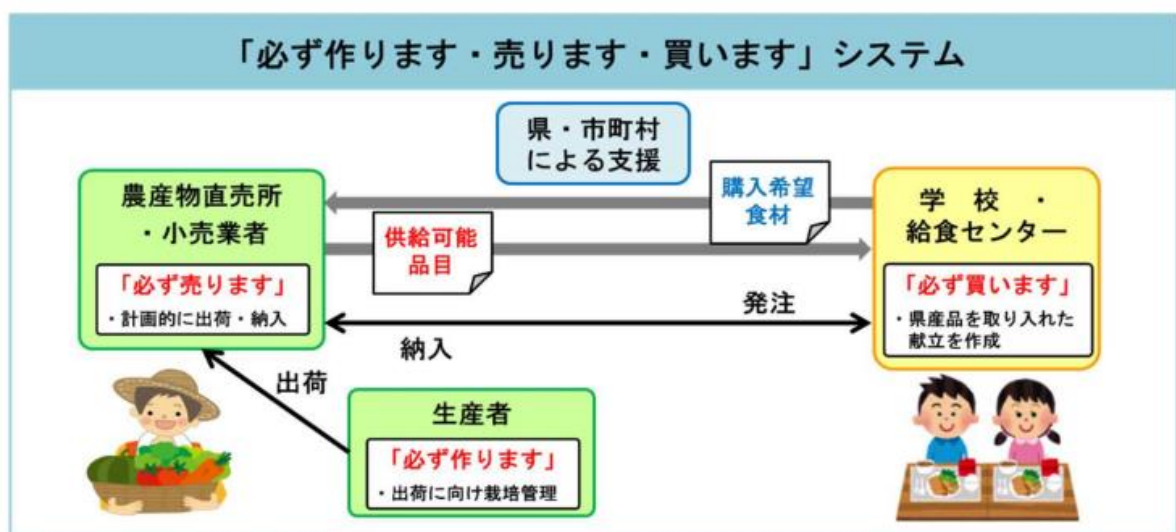 「必ず作ります・売ります・買います」システム
県・市町村
による支援
農産物直売所
・小売業者
「必ず売ります」
・計画的に出荷・納入
購入希望
食材
供給可能
品目
学校・
給食センター
「必ず買います」
・県産品を取り入れた
献立を作成
発注
納入
出荷
生産者
「必ず作ります」
・出荷に向け栽培管理